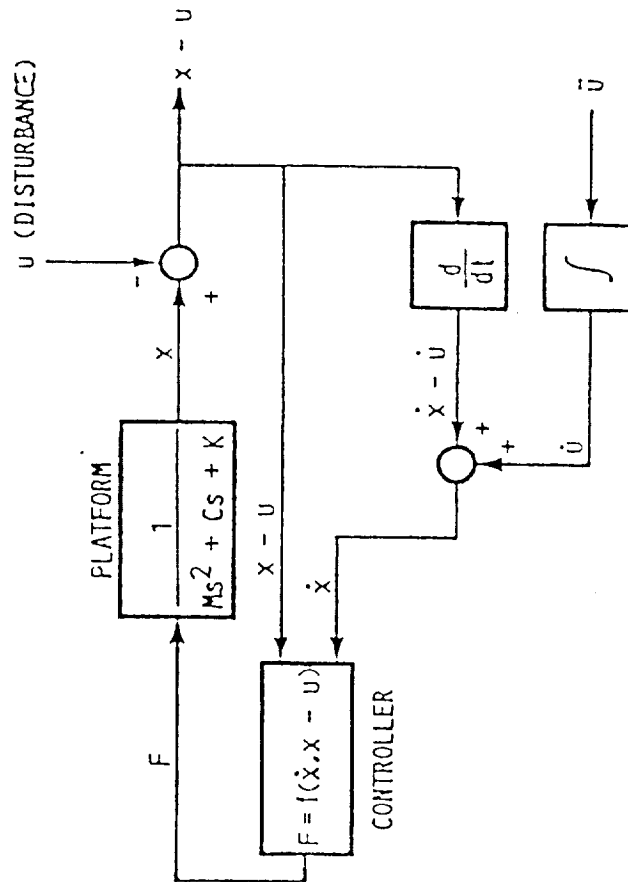 U (DISTURBANCE)
-
+
X
X - U
PLATFORM
1
Ms² + Cs + K
F
X - U
Ẋ
F = f(Ẋ, X - U)
CONTROLLER
d
dt
Ẋ - U̇
+
+
U̇
∫
Ü